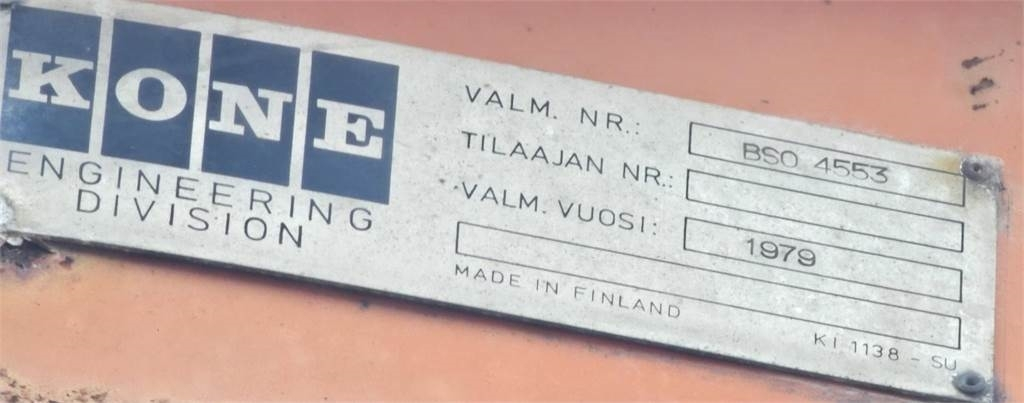 KONE
ENGINEERING
DIVISION
VALM. NR.: BSO 4553
TILAAJAN NR.:
VALM. VUOSI: 1979
MADE IN FINLAND
KI 1138 - SU